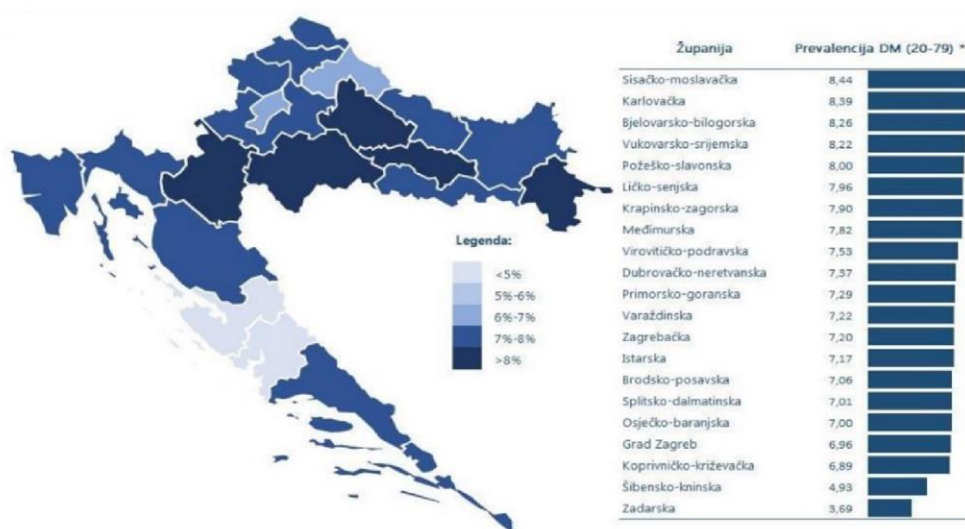 Županija Prevalencija DM (20-79) *
Sisačko-moslavačka 8,44
Karlovačka 8,39
Bjelovarsko-bilogorska 8,26
Vukovarsko-srijemska 8,22
Požeško-slavonska 8,00
Ličko-senjska 7,96
Krapinsko-zagorska 7,90
Međimurska 7,82
Virovitičko-podravska 7,53
Dubrovačko-neretvanska 7,37
Primorsko-goranska 7,29
Varaždinska 7,22
Zagrebačka 7,20
Istarska 7,17
Brodsko-posavska 7,06
Splitsko-dalmatinska 7,01
Osječko-baranjska 7,00
Grad Zagreb 6,96
Koprivničko-križevačka 6,89
Šibensko-kninska 4,93
Zadarska 3,69
Legenda:
<5%
5%-6%
6%-7%
7%-8%
>8%